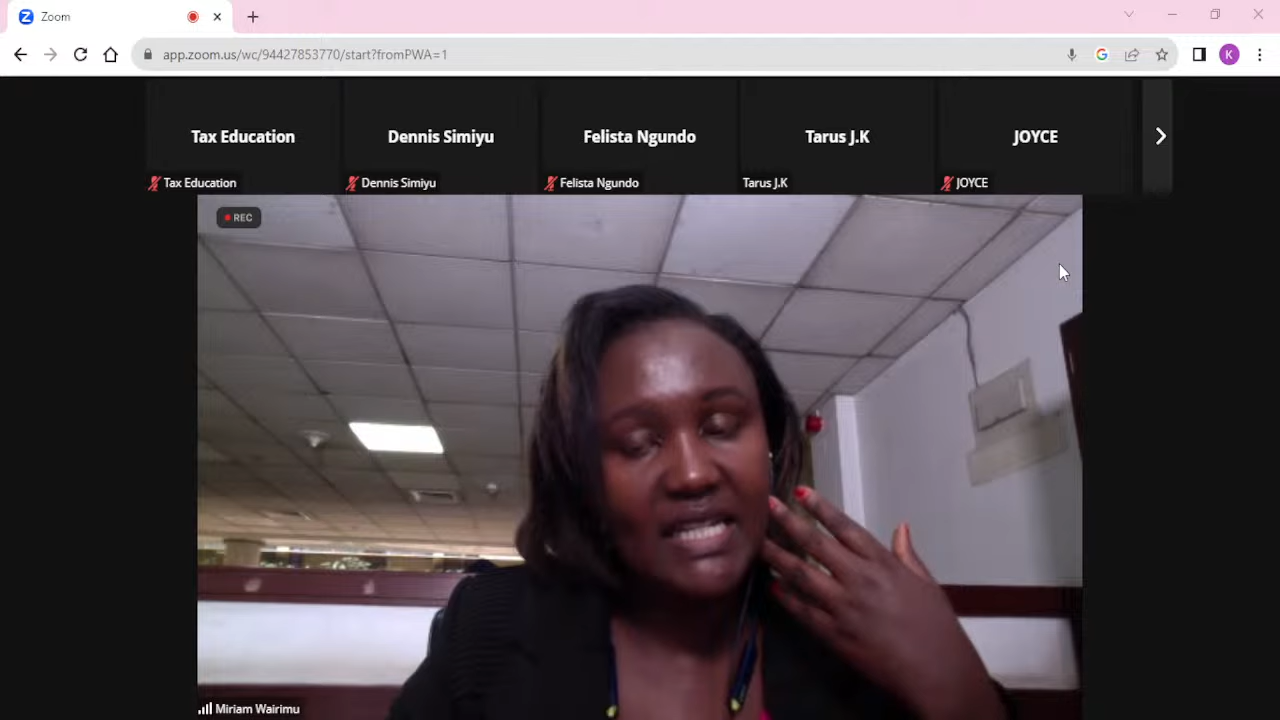 Zoom
app.zoom.us/wc/94427853770/start?fromPWA=1
K
Tax Education
Dennis Simiyu
Felista Ngundo
Tarus J.K
JOYCE
Tax Education
Dennis Simiyu
Felista Ngundo
Tarus J.K
JOYCE
REC
Miriam Wairimu